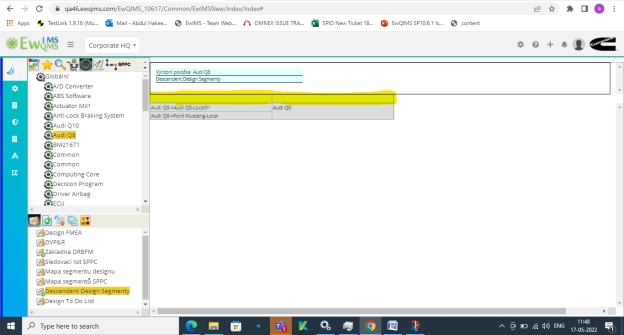 qa46.ewqims.com/EwQIMS_10617/Common/EwIMSNew/Index/Index#
Apps
TestLink 1.9.16 (Mo...
Mail - Abdul Hakee...
EwIMS - Team Web...
OMNEX ISSUE TRA...
SPID New Ticket 18...
EwQIMS SP10.6.1 Is...
content
EwQIMS
Corporate HQ
SPPC
Globální
A/D Converter
ABS Software
Actuator MX1
Anti-Lock Braking System
Audi Q10
Audi Q8
BM21671
Common
Common
Computing Core
Decision Program
Driver Airbag
ECU
Design FMEA
DVP&R
Základna DRBFM
Sledovací list SPPC
Mapa segmentu designu
Mapa segmentů SPPC
Descendent Design Segmenty
Design To Do List
Výrobní položka Audi Q8
Descendent Design Segmenty
Audi Q8->Audi Q8-Local01
Audi Q8
Audi Q8->Ford Mustang-Local
Type here to search
ENG
11:48
17-05-2022